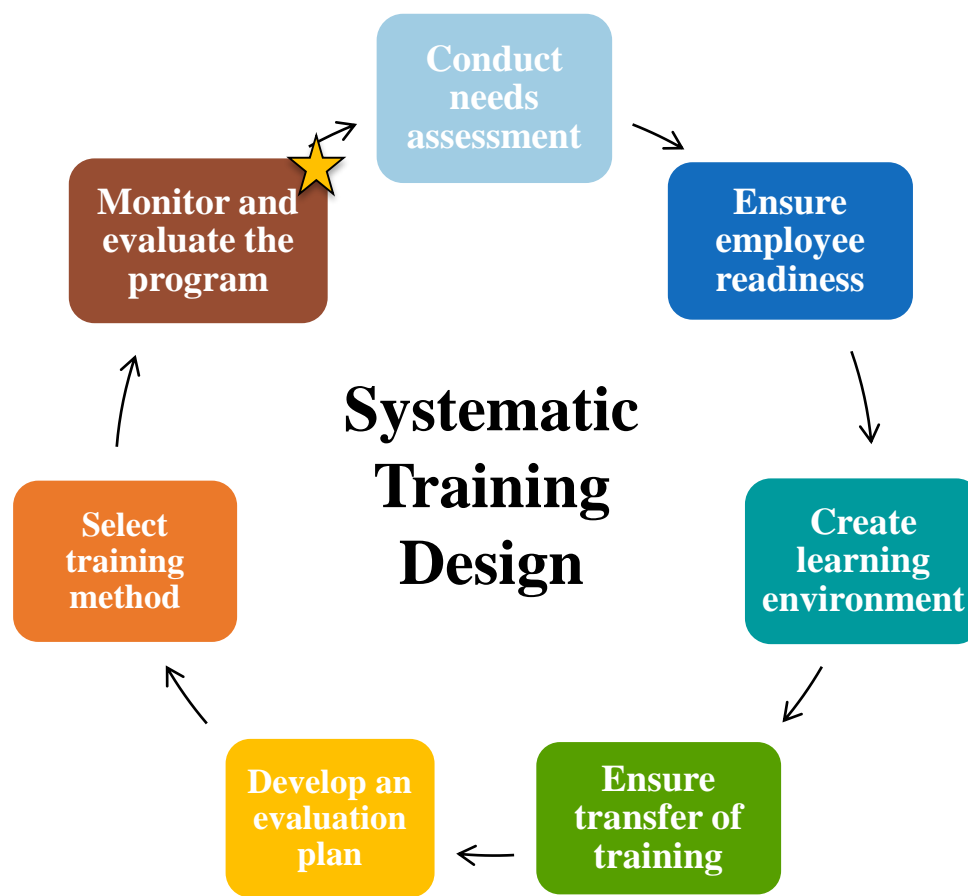 Conduct
needs
assessment
Ensure
employee
readiness
Create
learning
environment
Ensure
transfer of
training
Develop an
evaluation
plan
Select
training
method
Monitor and
evaluate the
program
Systematic
Training
Design